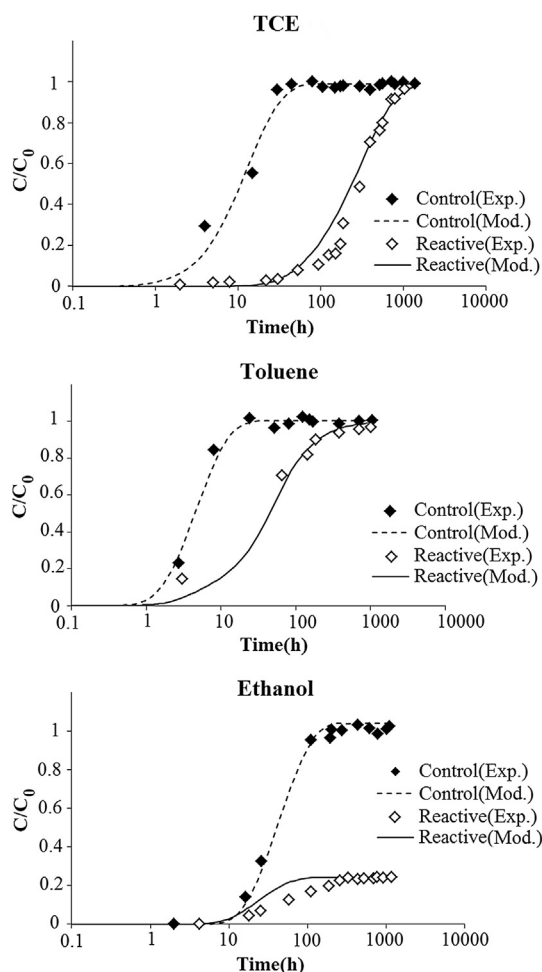 TCE
C/C0
1
0.8
0.6
0.4
0.2
0
0.1
1
10
100
1000
10000
Time(h)
Control(Exp.)
Control(Mod.)
Reactive(Exp.)
Reactive(Mod.)
Toluene
C/C0
1
0.8
0.6
0.4
0.2
0
0.1
1
10
100
1000
10000
Time(h)
Control(Exp.)
Control(Mod.)
Reactive(Exp.)
Reactive(Mod.)
Ethanol
C/C0
1
0.8
0.6
0.4
0.2
0
0.1
1
10
100
1000
10000
Time(h)
Control(Exp.)
Control(Mod.)
Reactive(Exp.)
Reactive(Mod.)